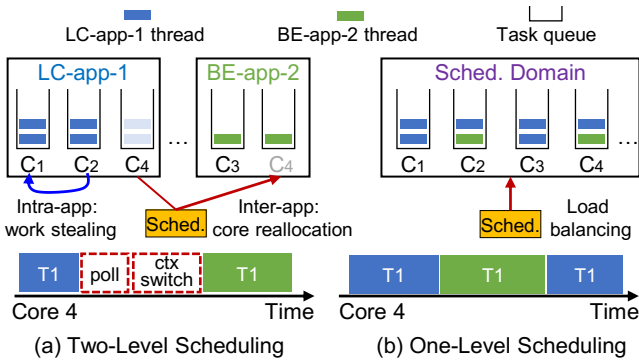 LC-app-1 thread
BE-app-2 thread
Task queue
LC-app-1
BE-app-2
...
C1 C2 C4 C3 C4
Intra-app:
work stealing
Sched.
Inter-app:
core reallocation
T1 poll ctx switch T1
Core 4 Time
(a) Two-Level Scheduling
Sched. Domain
...
C1 C2 C3 C4
Sched.
Load
balancing
T1 T1 T1
Core 4 Time
(b) One-Level Scheduling